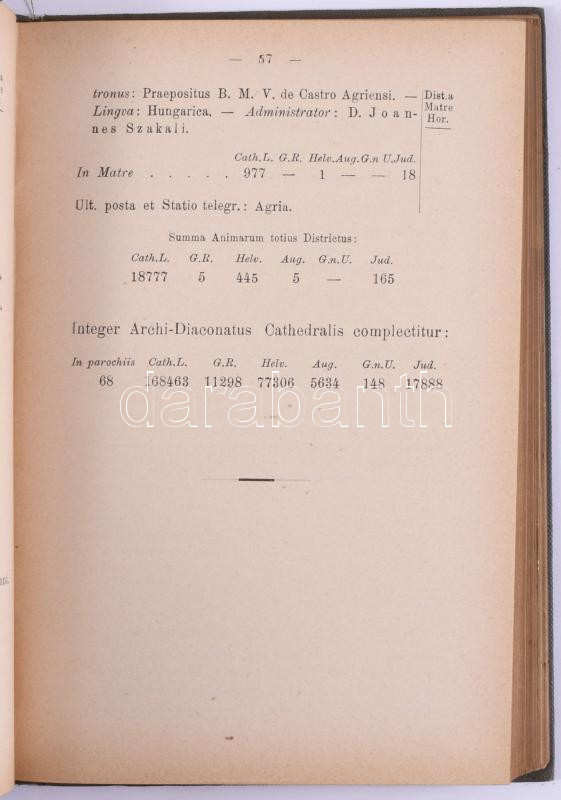 — 57 —
tronus: Praepositus B. M. V. de Castro Agriensi. —
Lingva: Hungarica. — Administrator: D. Joan-
nes Szakali.
Dist.a
Matre
Hor.
Cath.L. G.R. Helv. Aug. G.n U. Jud.
In Matre . . . . . 977 — 1 — — 18
Ult. posta et Statio telegr.: Agria.
Summa Animarum totius Districtus:
Cath.L. G.R. Helv. Aug. G.n.U. Jud.
18777 5 445 5 — 165
Integer Archi-Diaconatus Cathedralis complectitur:
In parochiis Cath.L. G.R. Helv. Aug. G.n.U. Jud.
68 168463 11298 77306 5634 148 17888
darabanth